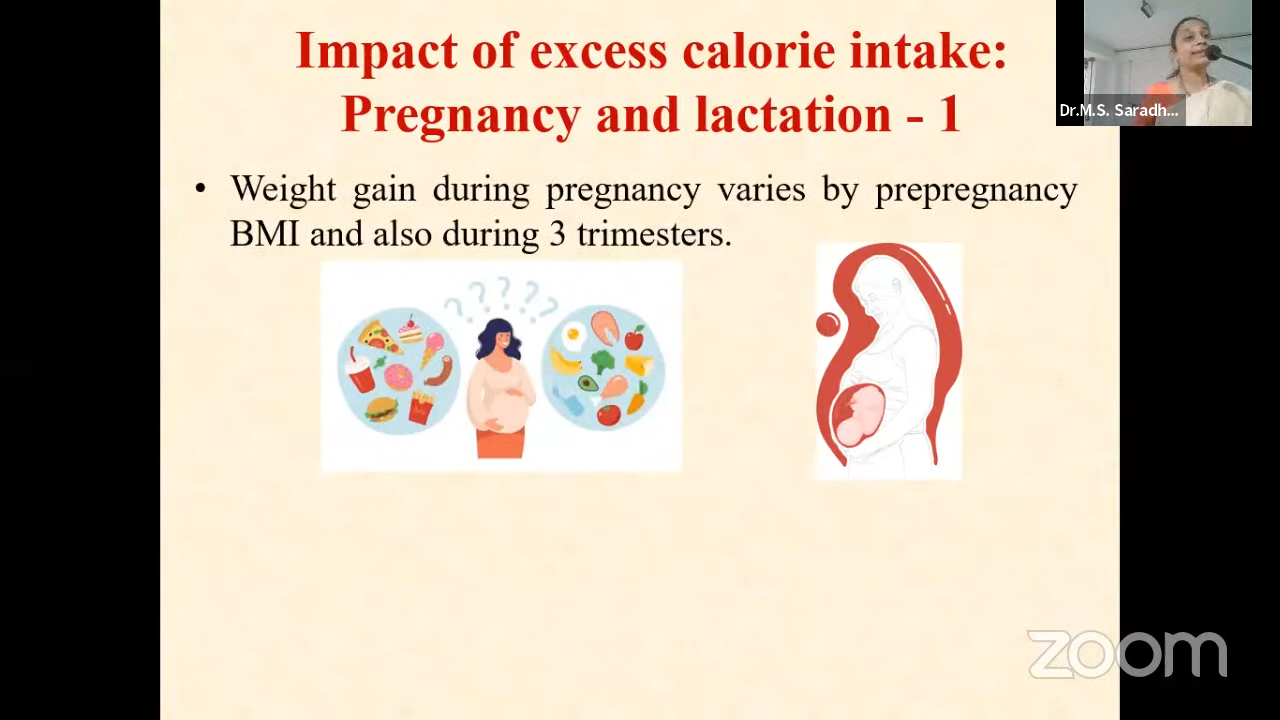 Impact of excess calorie intake:
Pregnancy and lactation - 1
Dr.M.S. Saradh...
• Weight gain during pregnancy varies by prepregnancy
BMI and also during 3 trimesters.
? ? ? ? ?
zoom